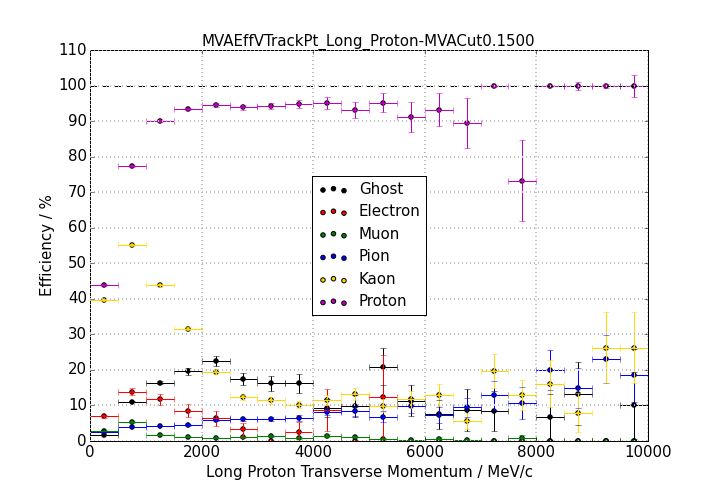 MVAEffVTrackPt_Long_Proton-MVACut0.1500
110
100
90
80
70
60
50
40
30
20
10
0
Efficiency / %
Ghost
Electron
Muon
Pion
Kaon
Proton
0 2000 4000 6000 8000 10000
Long Proton Transverse Momentum / MeV/c